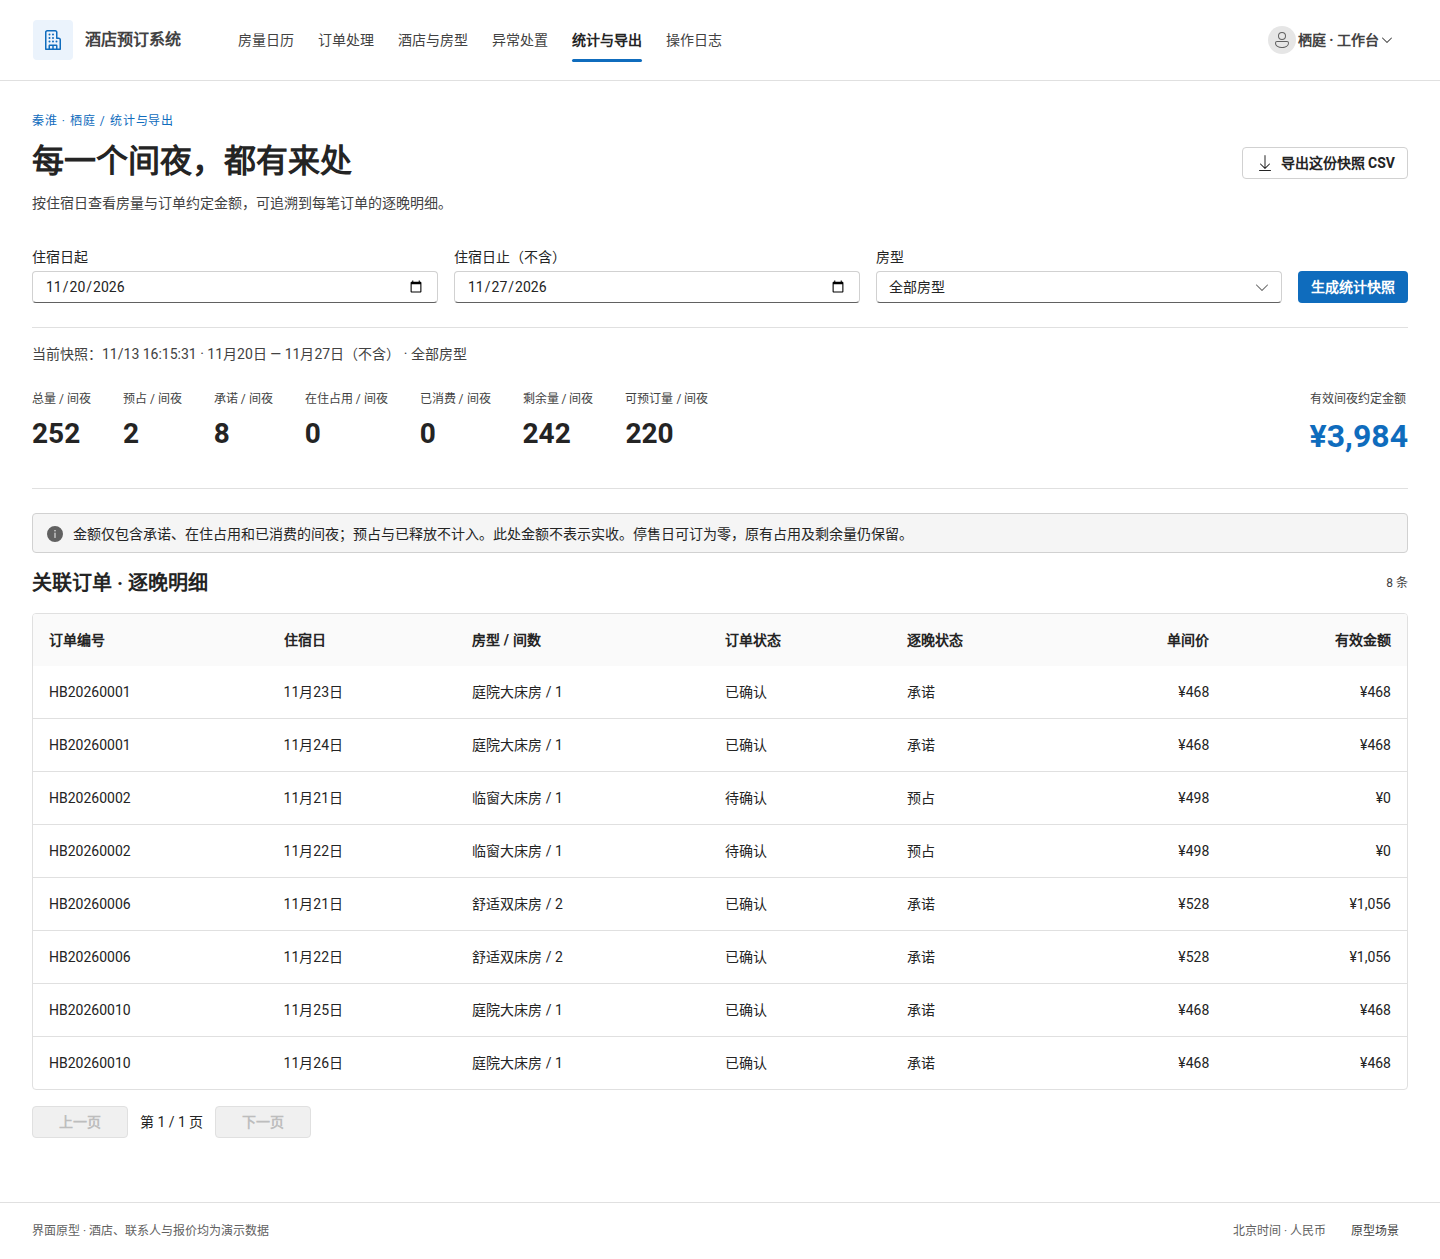 酒店预订系统
房量日历 订单处理 酒店与房型 异常处置 统计与导出 操作日志
栖庭 · 工作台
秦淮 · 栖庭 / 统计与导出
每一个间夜，都有来处
导出这份快照 CSV
按住宿日查看房量与订单约定金额，可追溯到每笔订单的逐晚明细。
住宿日起 住宿日止（不含） 房型
11/20/2026 11/27/2026 全部房型 生成统计快照
当前快照：11/13 16:15:31 · 11月20日 — 11月27日（不含） · 全部房型
总量 / 间夜 预占 / 间夜 承诺 / 间夜 在住占用 / 间夜 已消费 / 间夜 剩余量 / 间夜 可预订量 / 间夜 有效间夜约定金额
252 2 8 0 0 242 220 ¥3,984
金额仅包含承诺、在住占用和已消费的间夜；预占与已释放不计入。此处金额不表示实收。停售日可订为零，原有占用及剩余量仍保留。
关联订单 · 逐晚明细 8 条
订单编号 住宿日 房型 / 间数 订单状态 逐晚状态 单间价 有效金额
HB20260001 11月23日 庭院大床房 / 1 已确认 承诺 ¥468 ¥468
HB20260001 11月24日 庭院大床房 / 1 已确认 承诺 ¥468 ¥468
HB20260002 11月21日 临窗大床房 / 1 待确认 预占 ¥498 ¥0
HB20260002 11月22日 临窗大床房 / 1 待确认 预占 ¥498 ¥0
HB20260006 11月21日 舒适双床房 / 2 已确认 承诺 ¥528 ¥1,056
HB20260006 11月22日 舒适双床房 / 2 已确认 承诺 ¥528 ¥1,056
HB20260010 11月25日 庭院大床房 / 1 已确认 承诺 ¥468 ¥468
HB20260010 11月26日 庭院大床房 / 1 已确认 承诺 ¥468 ¥468
上一页 第 1 / 1 页 下一页
界面原型 · 酒店、联系人与报价均为演示数据 北京时间 · 人民币 原型场景